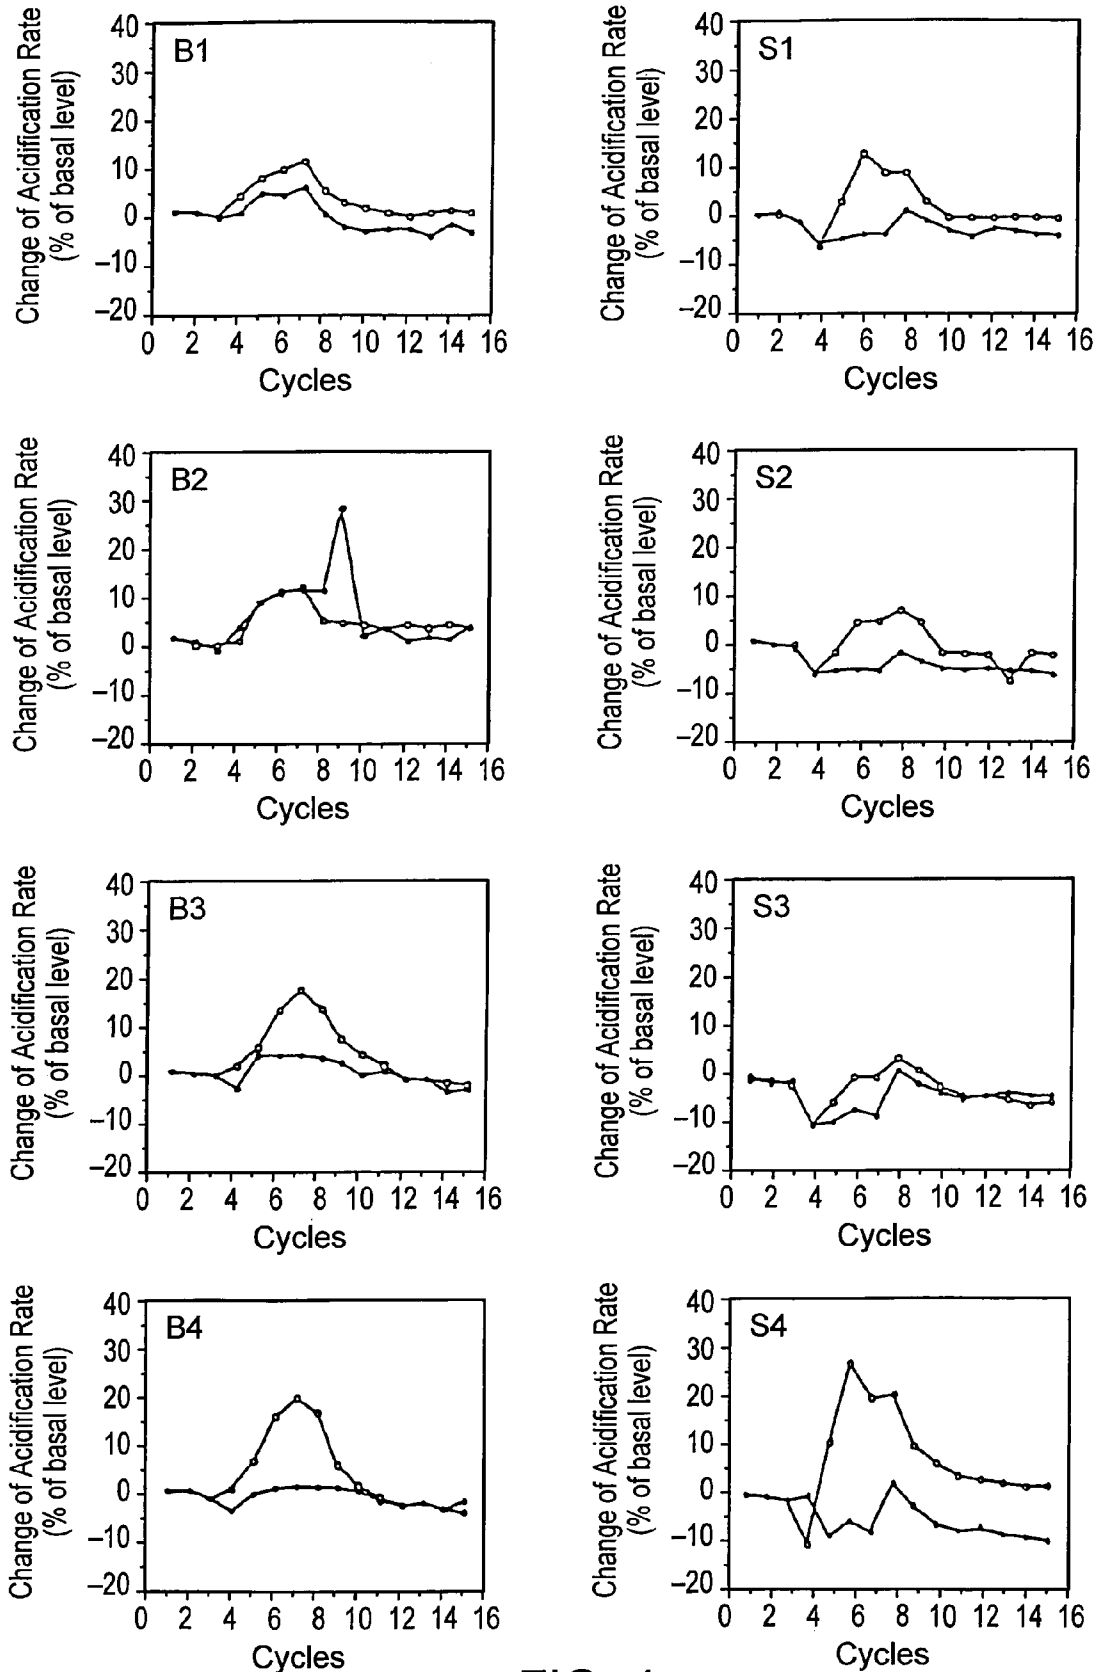 B1
Change of Acidification Rate
(% of basal level)
40
30
20
10
0
–10
–20
0 2 4 6 8 10 12 14 16
Cycles
S1
Change of Acidification Rate
(% of basal level)
40
30
20
10
0
–10
–20
0 2 4 6 8 10 12 14 16
Cycles
B2
Change of Acidification Rate
(% of basal level)
40
30
20
10
0
–10
–20
0 2 4 6 8 10 12 14 16
Cycles
S2
Change of Acidification Rate
(% of basal level)
40
30
20
10
0
–10
–20
0 2 4 6 8 10 12 14 16
Cycles
B3
Change of Acidification Rate
(% of basal level)
40
30
20
10
0
–10
–20
0 2 4 6 8 10 12 14 16
Cycles
S3
Change of Acidification Rate
(% of basal level)
40
30
20
10
0
–10
–20
0 2 4 6 8 10 12 14 16
Cycles
B4
Change of Acidification Rate
(% of basal level)
40
30
20
10
0
–10
–20
0 2 4 6 8 10 12 14 16
Cycles
S4
Change of Acidification Rate
(% of basal level)
40
30
20
10
0
–10
–20
0 2 4 6 8 10 12 14 16
Cycles